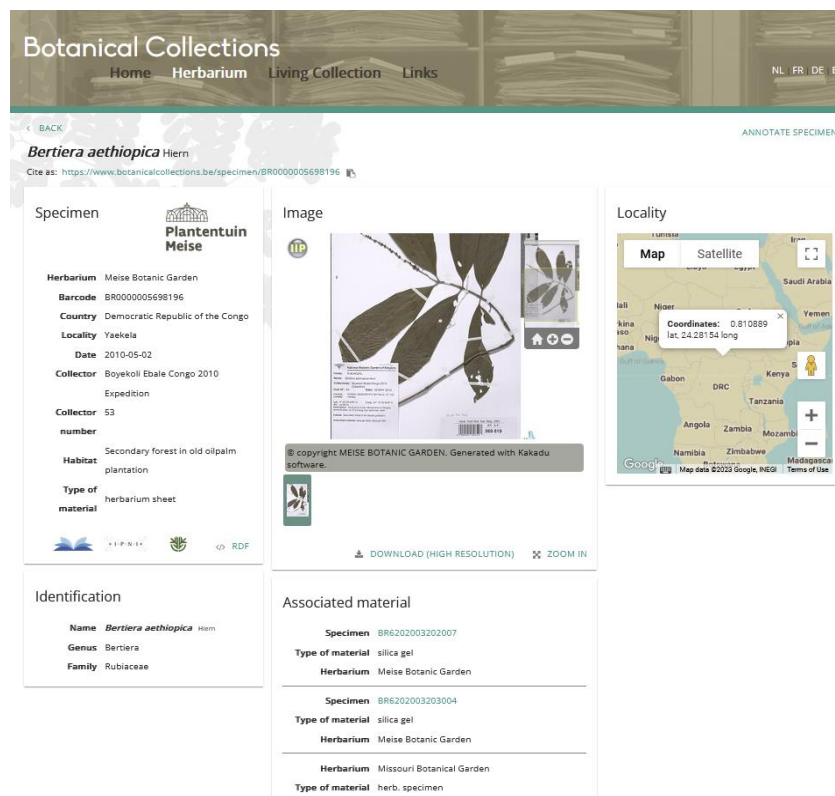 Botanical Collections
Home Herbarium Living Collection Links
NL FR DE
‹ BACK
ANNOTATE SPECIMEN
Bertiera aethiopica Hiern
Cite as: https://www.botanicalcollections.be/specimen/BR0000005698196
Specimen
Plantentuin
Meise
Herbarium Meise Botanic Garden
Barcode BR0000005698196
Country Democratic Republic of the Congo
Locality Yaekela
Date 2010-05-02
Collector Boyekoli Ebale Congo 2010
Expedition
Collector 53
number
Habitat Secondary forest in old oilpalm
plantation
Type of
material herbarium sheet
·I·P·N·I·
</> RDF
Identification
Name Bertiera aethiopica Hiern
Genus Bertiera
Family Rubiaceae
Image
IIP
© copyright MEISE BOTANIC GARDEN. Generated with Kakadu
software.
DOWNLOAD (HIGH RESOLUTION) ZOOM IN
Associated material
Specimen BR6202003202007
Type of material silica gel
Herbarium Meise Botanic Garden
Specimen BR6202003203004
Type of material silica gel
Herbarium Meise Botanic Garden
Herbarium Missouri Botanical Garden
Type of material herb. specimen
Locality
Map Satellite
Saudi Arabia
Niger
Yemen
Coordinates: 0.810889
lat, 24.28154 long
Gabon
DRC
Kenya
Tanzania
Angola
Zambia
Mozambi
Namibia
Zimbabwe
Madagascar
Google
Map data ©2023 Google, INEGI Terms of Use